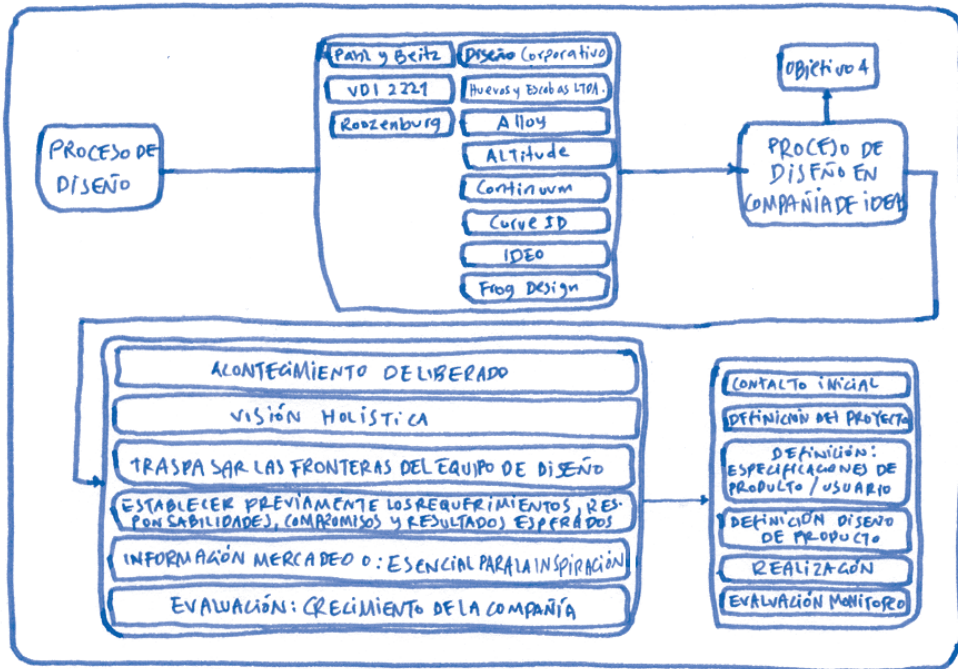 PROCESO DE
DISEÑO
Pahl y Beitz
VDI 2221
Roozenburg
Diseño Corporativo
Huevos y Escobas LTDA.
Alloy
ALTitude
Continuum
Curve ID
IDEO
Frog Design
OBjetivo 4
PROCESO DE
DISEÑO EN
COMPAÑIA DE IDEAS
ACONTECIMIENTO DELIBERADO
VISIÓN HOLÍSTICA
TRASPASAR LAS FRONTERAS DEL EQUIPO DE DISEÑO
ESTABLECER PREVIAMENTE LOS REQUERIMIENTOS, RES-
PONSABILIDADES, COMPROMISOS Y RESULTADOS ESPERADOS
INFORMACIÓN MERCADEO O: ESENCIAL PARA LA INSPIRACIÓN
EVALUACIÓN: CRECIMIENTO DE LA COMPAÑÍA
CONTACTO INICIAL
DEFINICIÓN DEL PROYECTO
DEFINICIÓN:
ESPECIFICACIONES DE
PRODUCTO / USUARIO
DEFINICIÓN DISEÑO
DE PRODUCTO
REALIZACIÓN
EVALUACIÓN MONITOREO